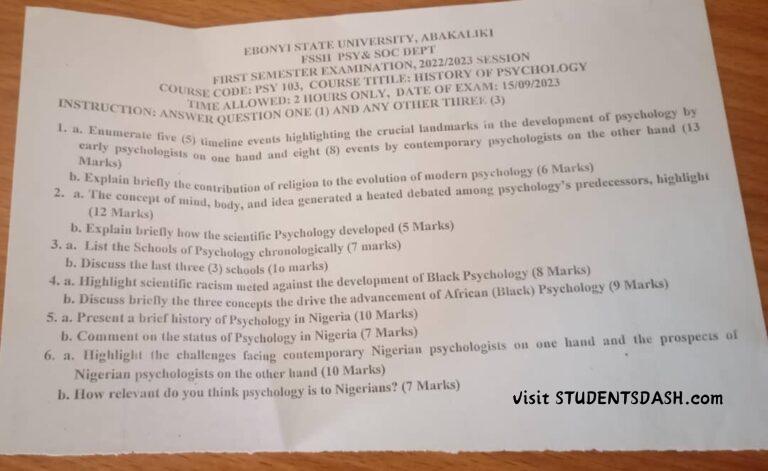 EBONYI STATE UNIVERSITY, ABAKALIKI
FSSH PSY& SOC DEPT
FIRST SEMESTER EXAMINATION, 2022/2023 SESSION
COURSE CODE: PSY 103, COURSE TITILE: HISTORY OF PSYCHOLOGY
TIME ALLOWED: 2 HOURS ONLY, DATE OF EXAM: 15/09/2023
INSTRUCTION: ANSWER QUESTION ONE (1) AND ANY OTHER THREE (3)
1. a. Enumerate five (5) timeline events highlighting the crucial landmarks in the development of psychology by
early psychologists on one hand and eight (8) events by contemporary psychologists on the other hand (13
Marks)
b. Explain briefly the contribution of religion to the evolution of modern psychology (6 Marks)
2. a. The concept of mind, body, and idea generated a heated debated among psychology's predecessors, highlight
(12 Marks)
b. Explain briefly how the scientific Psychology developed (5 Marks)
3. a. List the Schools of Psychology chronologically (7 marks)
b. Discuss the last three (3) schools (1o marks)
4. a. Highlight scientific racism meted against the development of Black Psychology (8 Marks)
b. Discuss briefly the three concepts the drive the advancement of African (Black) Psychology (9 Marks)
5. a. Present a brief history of Psychology in Nigeria (10 Marks)
b. Comment on the status of Psychology in Nigeria (7 Marks)
6. a. Highlight the challenges facing contemporary Nigerian psychologists on one hand and the prospects of
Nigerian psychologists on the other hand (10 Marks)
b. How relevant do you think psychology is to Nigerians? (7 Marks)
visit STUDENTSDASH.com